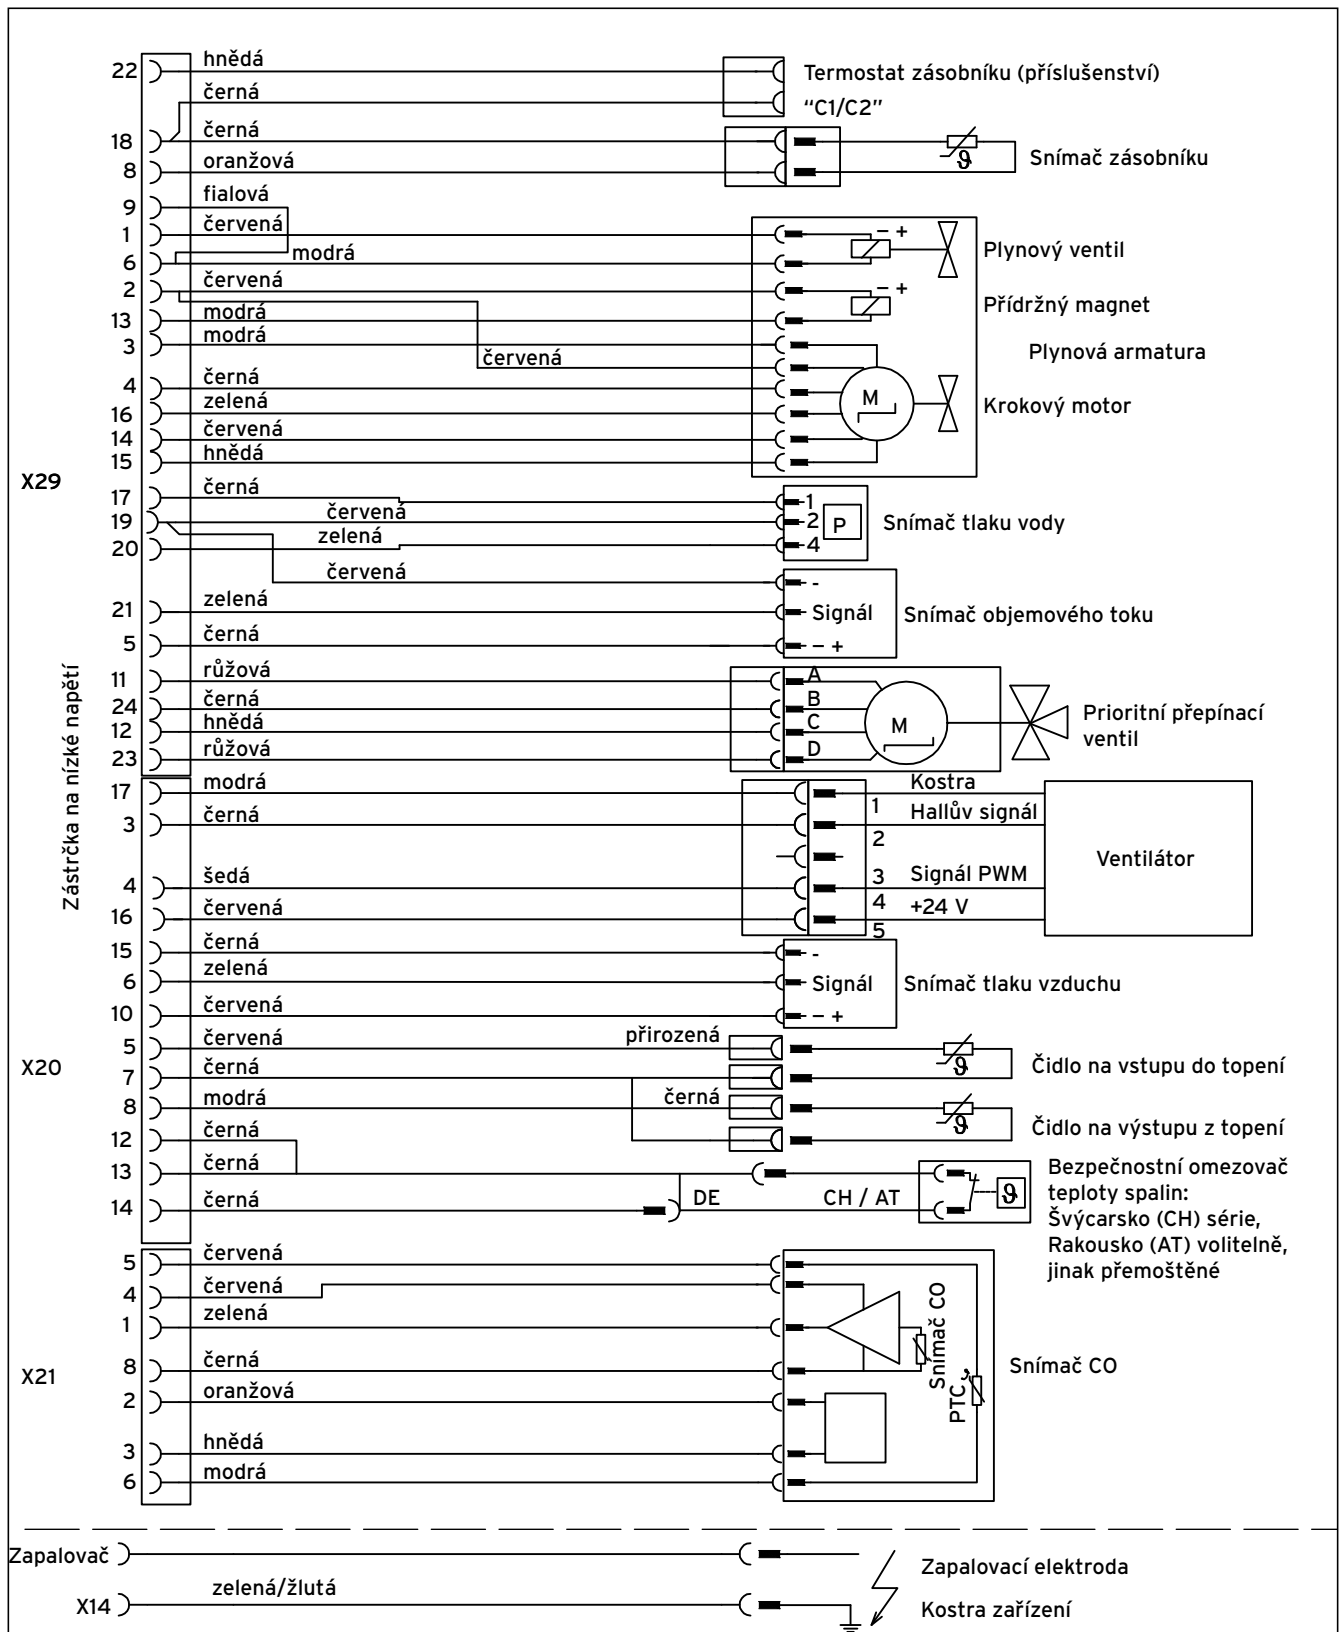 22 hnědá
Termostat zásobníku (příslušenství)
černá
“C1/C2”
18 černá
8 oranžová
ϑ
Snímač zásobníku
9 fialová
1 červená
– +
Plynový ventil
6 modrá
2 červená
– +
Přídržný magnet
13 modrá
3 modrá
červená
Plynová armatura
4 černá
M
Krokový motor
16 zelená
14 červená
15 hnědá
X29
17 černá
1
19 červená
2
P
Snímač tlaku vody
20 zelená
4
červená
-
21 zelená
Signál
Snímač objemového toku
5 černá
– +
Zástrčka na nízké napětí
11 růžová
A
24 černá
B
12 hnědá
C
M
Prioritní přepínací
ventil
23 růžová
D
17 modrá
Kostra
1
3 černá
Hallův signál
2
Ventilátor
4 šedá
3
Signál PWM
16 červená
4
+24 V
5
15 černá
-
6 zelená
Signál
Snímač tlaku vzduchu
10 červená
– +
X20
5 červená
přirozená
ϑ
Čidlo na vstupu do topení
7 černá
8 modrá
černá
ϑ
Čidlo na výstupu z topení
12 černá
13 černá
14 černá
DE
CH / AT
ϑ
Bezpečnostní omezovač
teploty spalin:
Švýcarsko (CH) série,
Rakousko (AT) volitelně,
jinak přemoštěné
X21
5 červená
4 červená
1 zelená
8 černá
2 oranžová
3 hnědá
6 modrá
Snímač CO
PTC
Snímač CO
Zapalovač
Zapalovací elektroda
X14 zelená/žlutá
Kostra zařízení